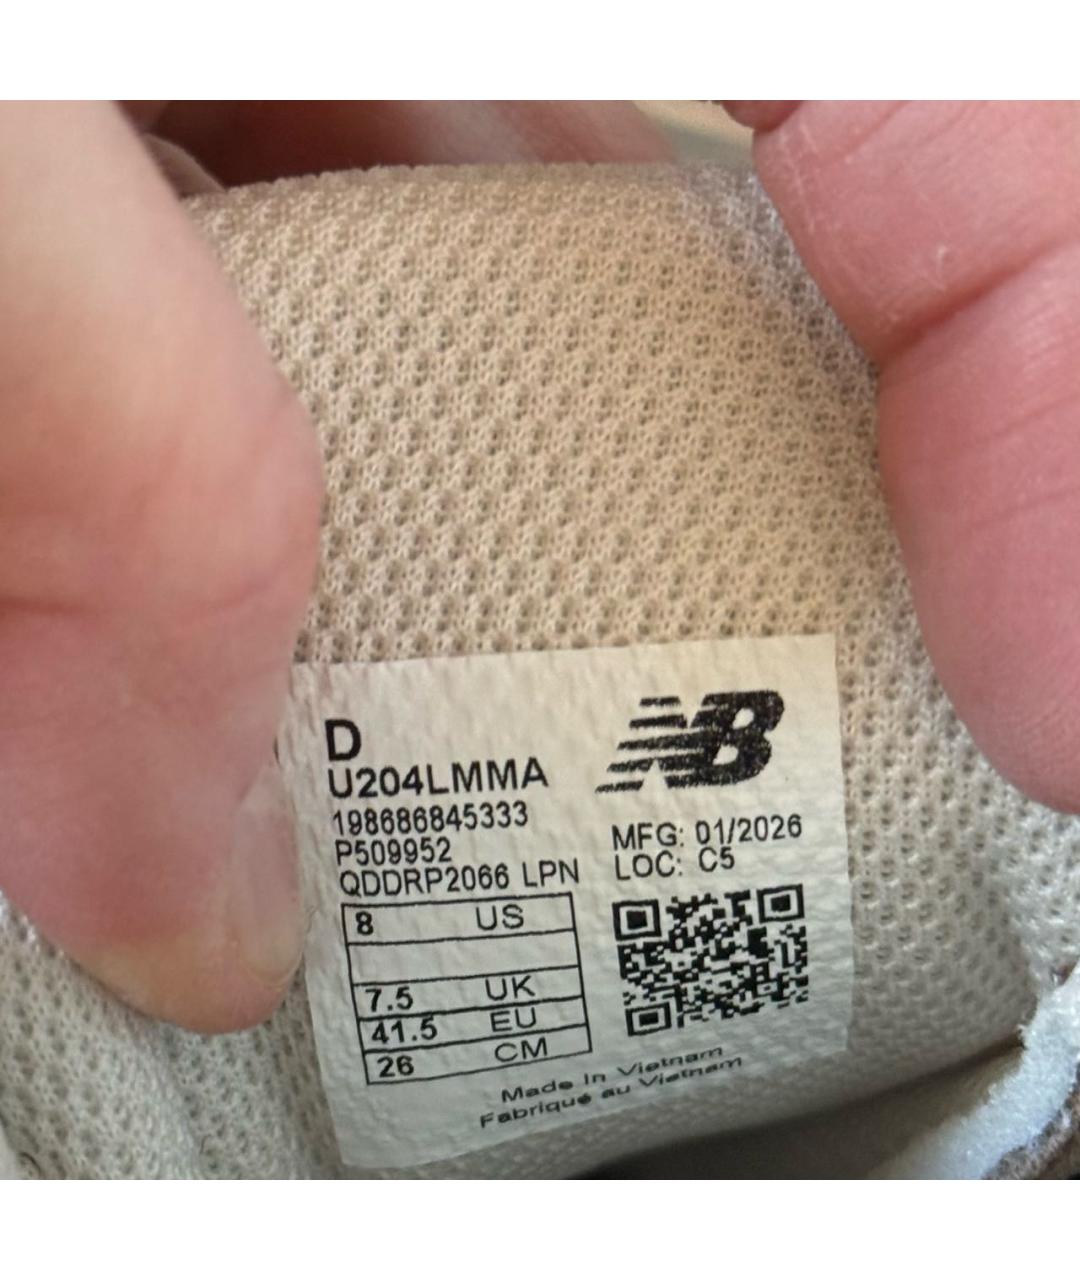 D
U204LMMA
198686845333
P509952
QDDRP2066 LPN
NB
MFG: 01/2026
LOC: C5
8 US
7.5 UK
41.5 EU
26 CM
Made in Vietnam
Fabriqué au Vietnam